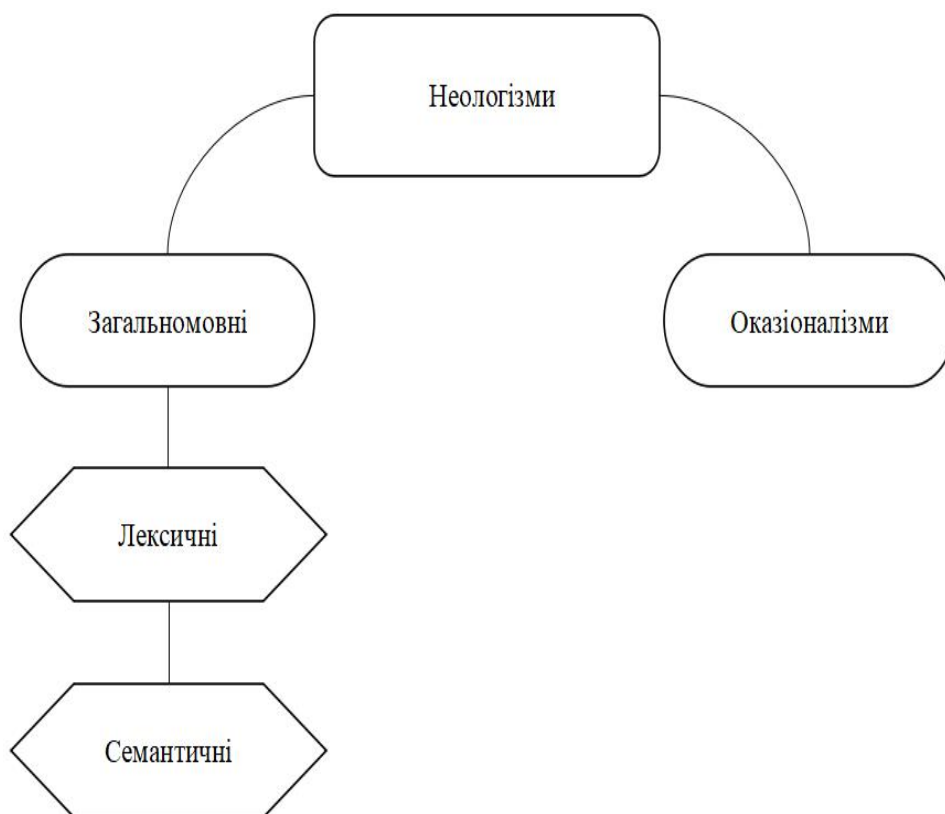 Неологізми
Загальномовні
Оказіоналізми
Лексичні
Семантичні